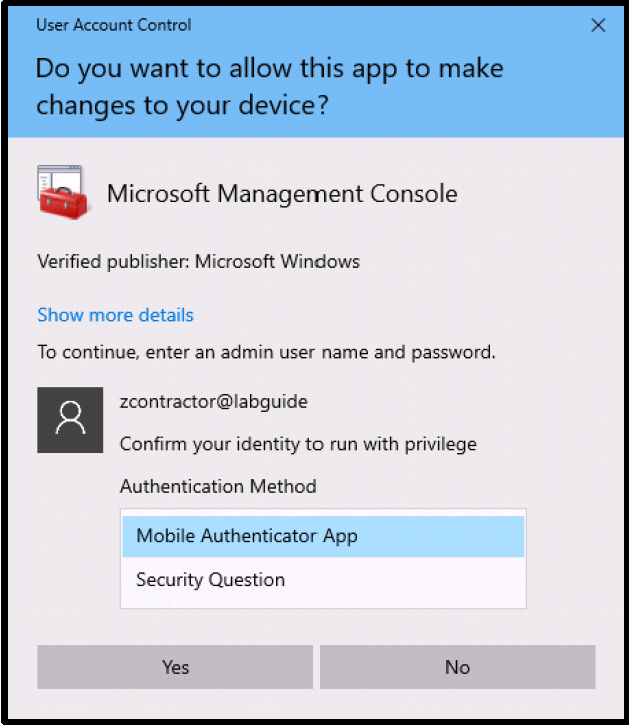 User Account Control
Do you want to allow this app to make
changes to your device?
Microsoft Management Console
Verified publisher: Microsoft Windows
Show more details
To continue, enter an admin user name and password.
zcontractor@labguide
Confirm your identity to run with privilege
Authentication Method
Mobile Authenticator App
Security Question
Yes
No